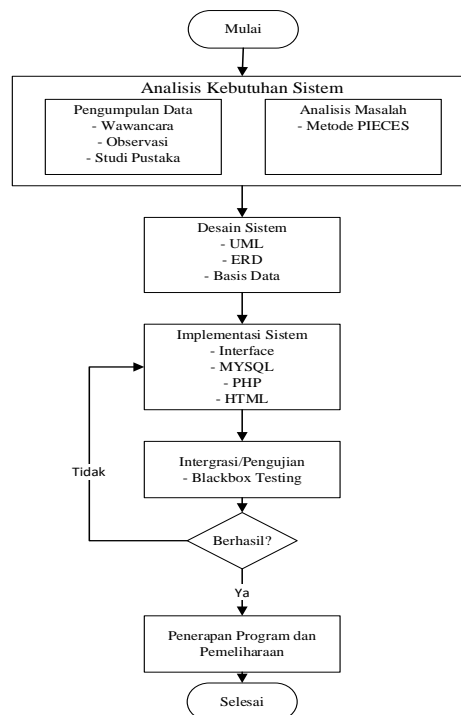 Mulai
Analisis Kebutuhan Sistem
Pengumpulan Data
- Wawancara
- Observasi
- Studi Pustaka
Analisis Masalah
- Metode PIECES
Desain Sistem
- UML
- ERD
- Basis Data
Implementasi Sistem
- Interface
- MYSQL
- PHP
- HTML
Tidak
Intergrasi/Pengujian
- Blackbox Testing
Berhasil?
Ya
Penerapan Program dan
Pemeliharaan
Selesai